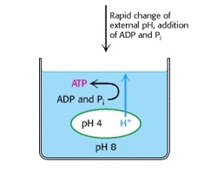 Rapid change of
external pH, addition
of ADP and Pi
ATP
ADP and Pi
pH 4
H+
pH 8